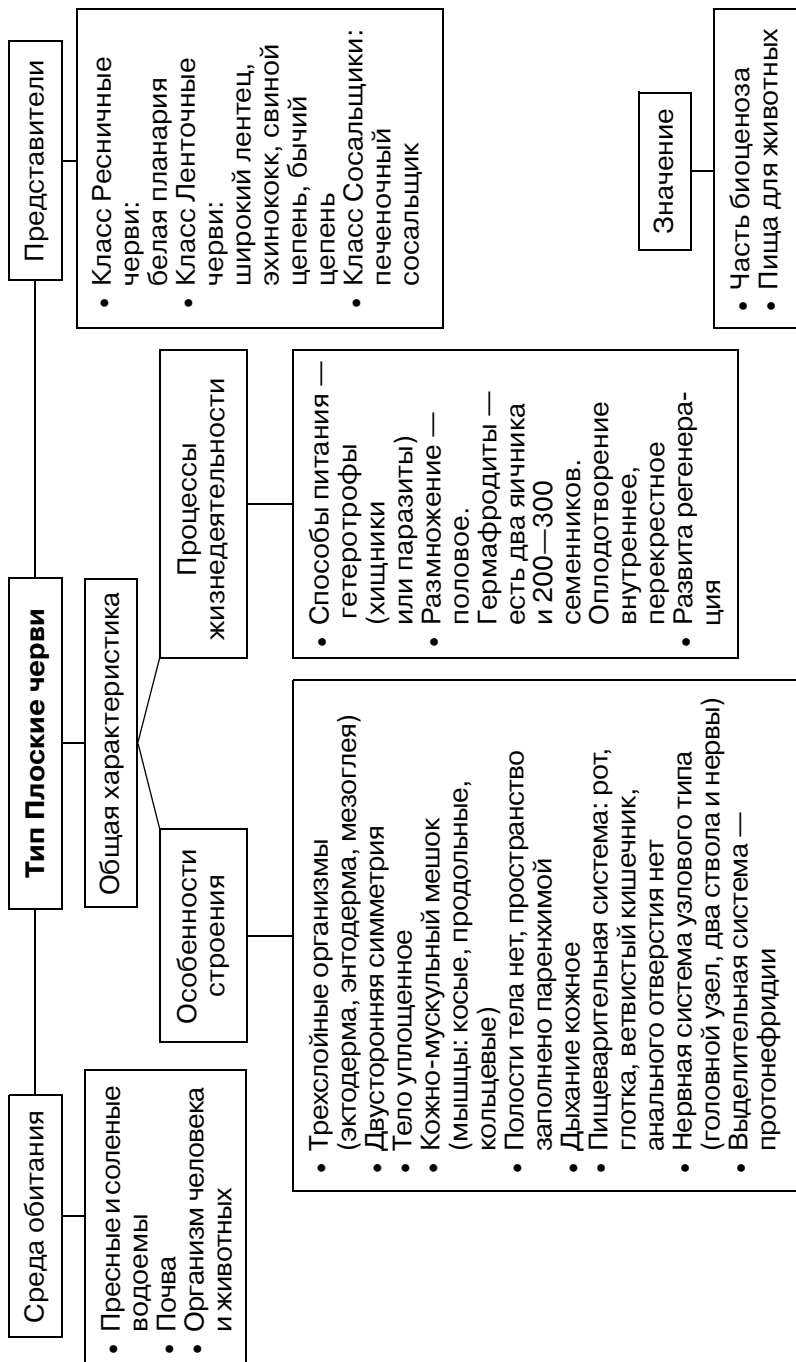 Тип Плоские черви
Среда обитания
• Пресные и соленые
водоемы
• Почва
• Организм человека
и животных
Общая характеристика
Особенности
строения
• Трехслойные организмы
(эктодерма, энтодерма, мезоглея)
• Двусторонняя симметрия
• Тело уплощенное
• Кожно-мускульный мешок
(мышцы: косые, продольные,
кольцевые)
• Полости тела нет, пространство
заполнено паренхимой
• Дыхание кожное
• Пищеварительная система: рот,
глотка, ветвистый кишечник,
анального отверстия нет
• Нервная система узлового типа
(головной узел, два ствола и нервы)
• Выделительная система —
протонефридии
Процессы
жизнедеятельности
• Способы питания —
гетеротрофы
(хищники
или паразиты)
• Размножение —
половое.
Гермафродиты —
есть два яичника
и 200—300
семенников.
Оплодотворение
внутреннее,
перекрестное
• Развита регенера-
ция
Представители
• Класс Ресничные
черви:
белая планария
• Класс Ленточные
черви:
широкий лентец,
эхинококк, свиной
цепень, бычий
цепень
• Класс Сосальщики:
печеночный
сосальщик
Значение
• Часть биоценоза
• Пища для животных